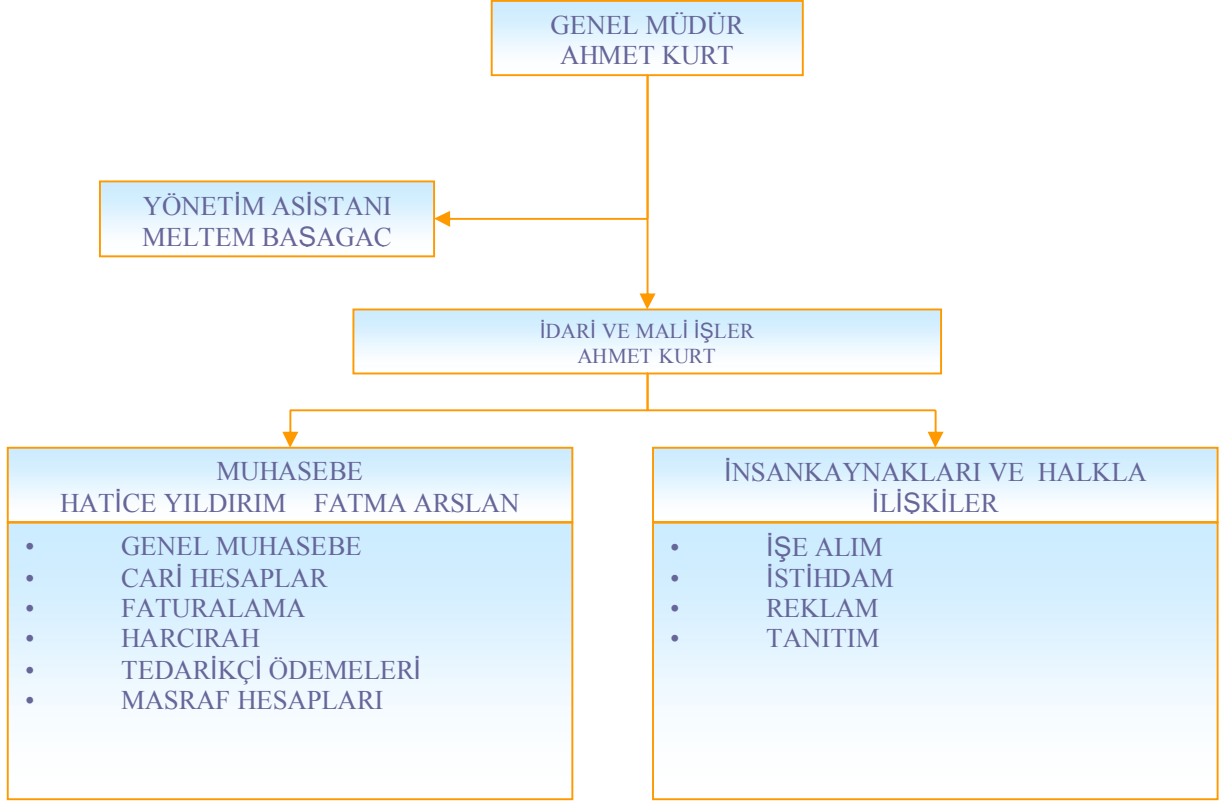 GENEL MÜDÜR
AHMET KURT
YÖNETİM ASİSTANI
MELTEM BAŞAGAC
İDARİ VE MALİ İŞLER
AHMET KURT
MUHASEBE
HATİCE YILDIRIM FATMA ARSLAN
• GENEL MUHASEBE
• CARİ HESAPLAR
• FATURALAMA
• HARCIRAH
• TEDARİKÇİ ÖDEMELERİ
• MASRAF HESAPLARI
İNSANKAYNAKLARI VE HALKLA
İLİŞKİLER
• İŞE ALIM
• İSTİHDAM
• REKLAM
• TANITIM